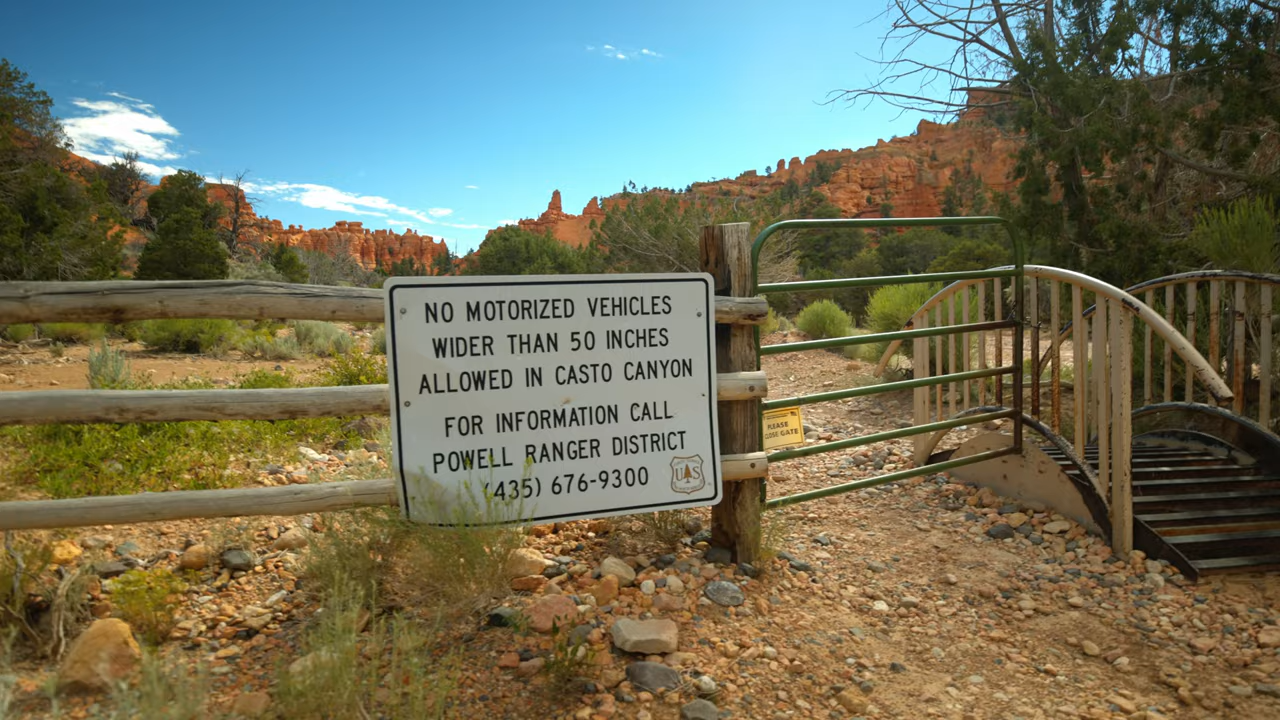 NO MOTORIZED VEHICLES
WIDER THAN 50 INCHES
ALLOWED IN CASTO CANYON
FOR INFORMATION CALL
POWELL RANGER DISTRICT
(435) 676-9300
U S
PLEASE
CLOSE GATE